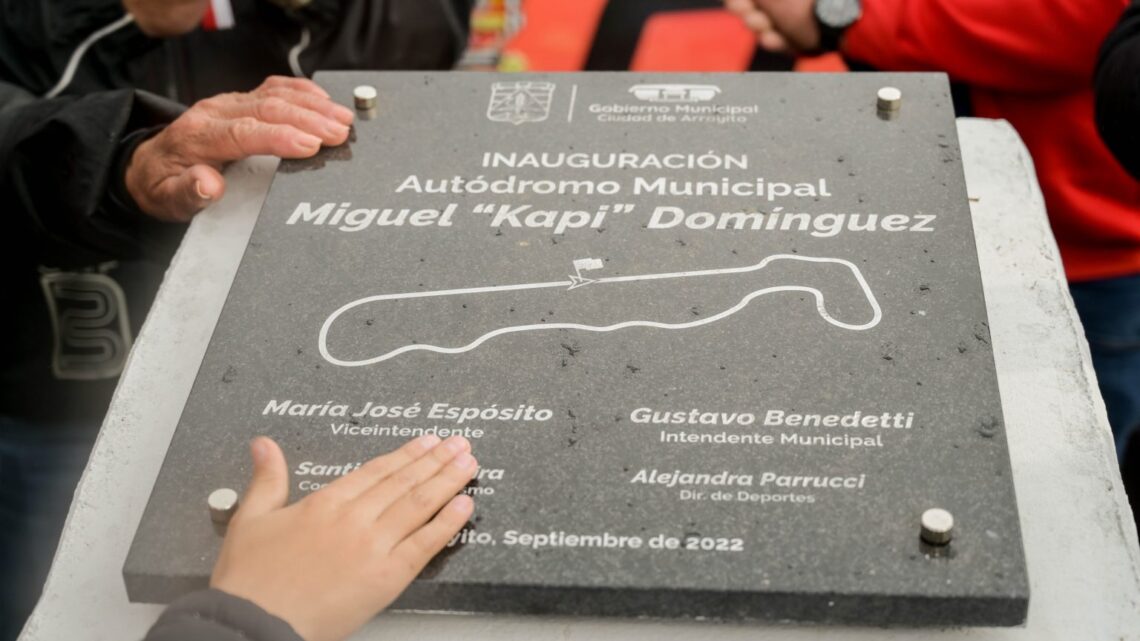 Gobierno Municipal
Ciudad de Arroyito
INAUGURACIÓN
Autódromo Municipal
Miguel “Kapi” Domínguez
María José Espósito
Viceintendente
Gustavo Benedetti
Intendente Municipal
Alejandra Parrucci
Dir. de Deportes
Septiembre de 2022